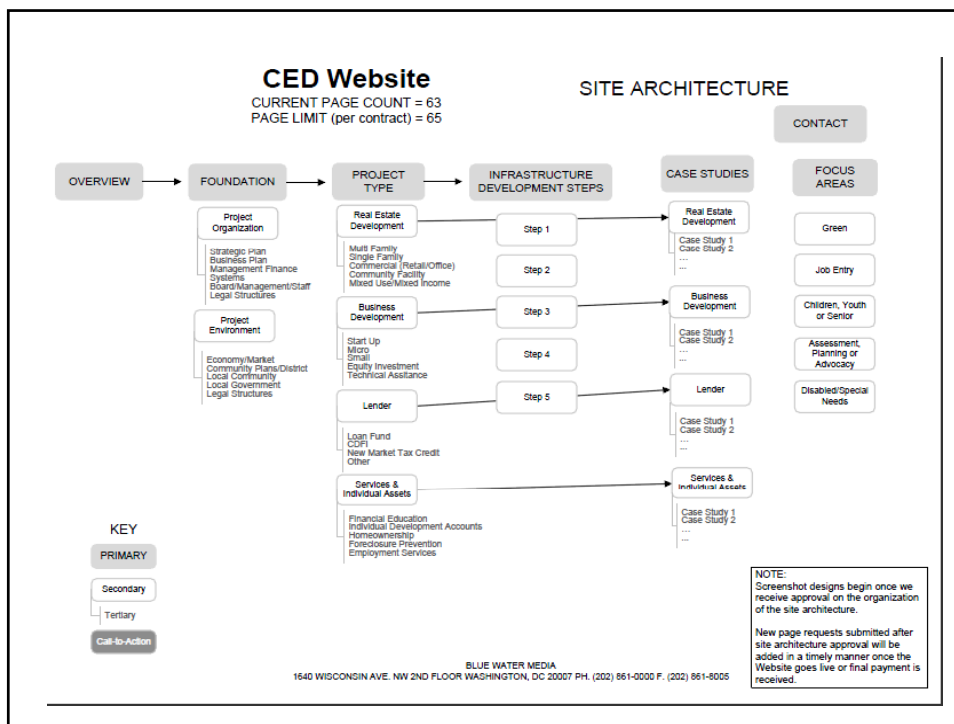 CED Website
CURRENT PAGE COUNT = 63
PAGE LIMIT (per contract) = 65
SITE ARCHITECTURE
CONTACT
OVERVIEW
FOUNDATION
PROJECT
TYPE
INFRASTRUCTURE
DEVELOPMENT STEPS
CASE STUDIES
FOCUS
AREAS
Project
Organization
Strategic Plan
Business Plan
Management Finance
Systems
Board/Management/Staff
Legal Structures
Project
Environment
Economy/Market
Community Plans/District
Local Community
Local Government
Legal Structures
Real Estate
Development
Multi Family
Single Family
Commercial (Retail/Office)
Community Facility
Mixed Use/Mixed Income
Business
Development
Start Up
Micro
Small
Equity Investment
Technical Assitance
Lender
Loan Fund
CDFI
New Market Tax Credit
Other
Services &
Individual Assets
Financial Education
Individual Development Accounts
Homeownership
Foreclosure Prevention
Employment Services
Step 1
Step 2
Step 3
Step 4
Step 5
Real Estate
Development
Case Study 1
Case Study 2
...
...
Business
Development
Case Study 1
Case Study 2
...
...
Lender
Case Study 1
Case Study 2
...
...
Services &
Individual Assets
Case Study 1
Case Study 2
...
...
Green
Job Entry
Children, Youth
or Senior
Assessment,
Planning or
Advocacy
Disabled/Special
Needs
KEY
PRIMARY
Secondary
Tertiary
Call-to-Action
NOTE:
Screenshot designs begin once we
receive approval on the organization
of the site architecture.
New page requests submitted after
site architecture approval will be
added in a timely manner once the
Website goes live or final payment is
received.
BLUE WATER MEDIA
1640 WISCONSIN AVE. NW 2ND FLOOR WASHINGTON, DC 20007 PH. (202) 861-0000 F. (202) 861-8005